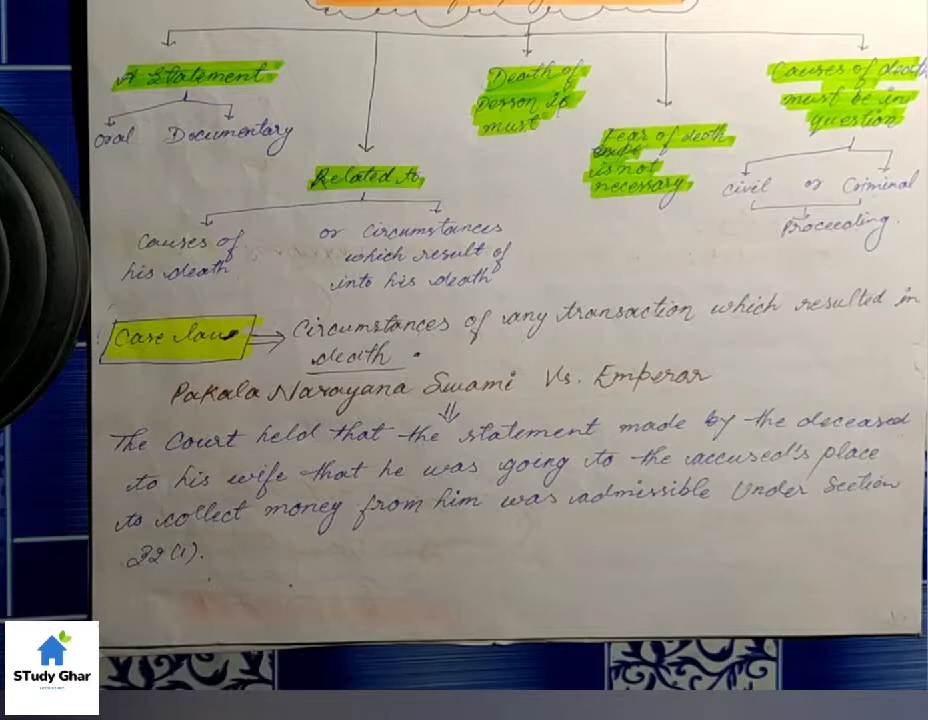 A Statement
Oral Documentary
Related to
Causes of
his death
or Circumstances
which result of
into his death
Death of
person is
must
Fear of death
is not
necessary
Causes of death
must be in
question
Civil or Criminal
Proceeding.
Case law ⇒ Circumstances of any transaction which resulted in
death.
Pakala Narayana Swami Vs. Emperor
⇓
The Court held that the statement made by the deceased
to his wife that he was going to the accused's place
to collect money from him was admissible Under Section
32(1).
STudy Ghar